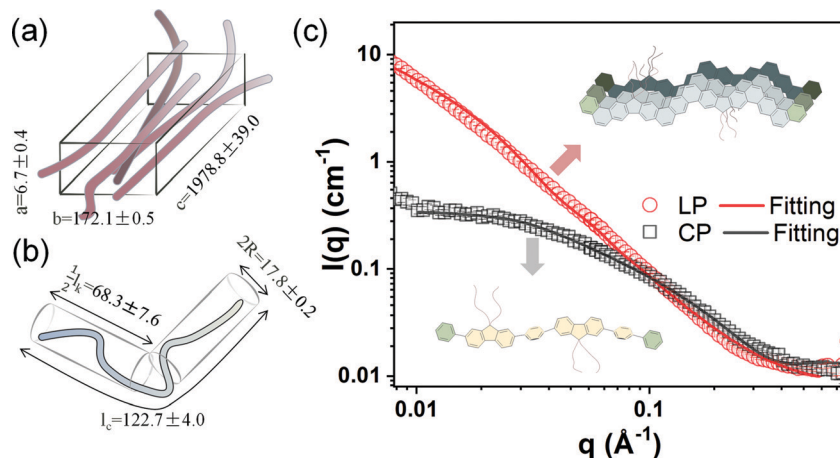 (a)
a=6.7±0.4
b=172.1±0.5
c=1978.8±39.0
(b)
½lₖ=68.3±7.6
2R=17.8±0.2
l꜀=122.7±4.0
(c)
I(q) (cm⁻¹)
10
1
0.1
0.01
LP Fitting
CP Fitting
0.01 0.1
q (Å⁻¹)